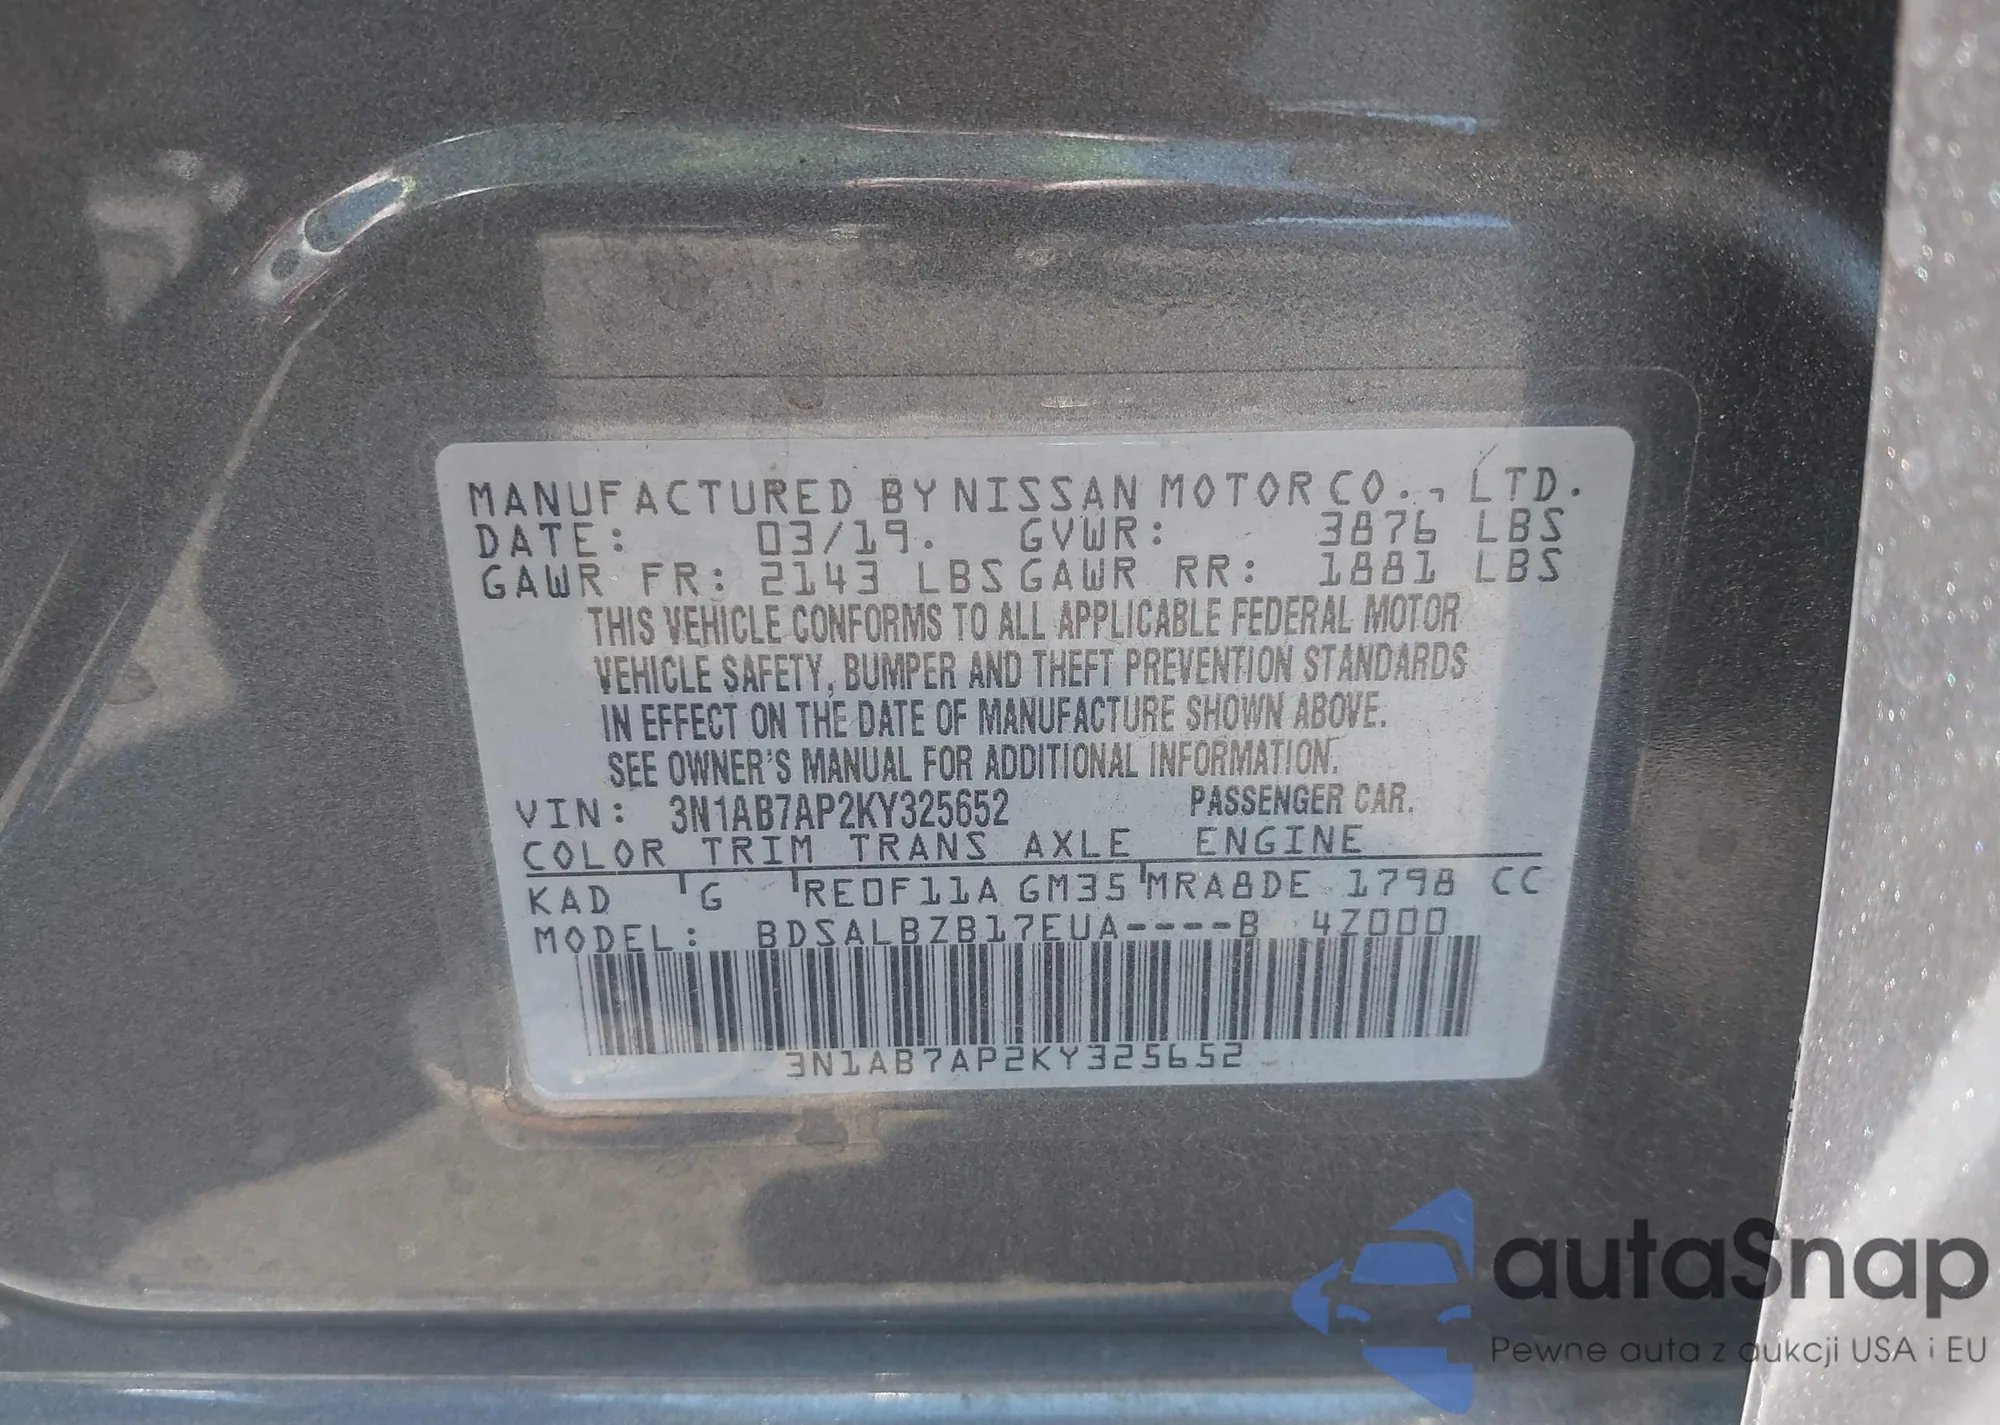 MANUFACTURED BY NISSAN MOTOR CO., LTD.
DATE: 03/19. GVWR: 3876 LBS
GAWR FR: 2143 LBS GAWR RR: 1881 LBS
THIS VEHICLE CONFORMS TO ALL APPLICABLE FEDERAL MOTOR
VEHICLE SAFETY, BUMPER AND THEFT PREVENTION STANDARDS
IN EFFECT ON THE DATE OF MANUFACTURE SHOWN ABOVE.
SEE OWNER'S MANUAL FOR ADDITIONAL INFORMATION.
VIN: 3N1AB7AP2KY325652 PASSENGER CAR.
COLOR TRIM TRANS AXLE ENGINE
KAD G RE0F11A GM35 MRA8DE 1798 CC
MODEL: BDSALBZB17EUA----B 4Z000
3N1AB7AP2KY325652
autaSnap
Pewne auta z aukcji USA i EU